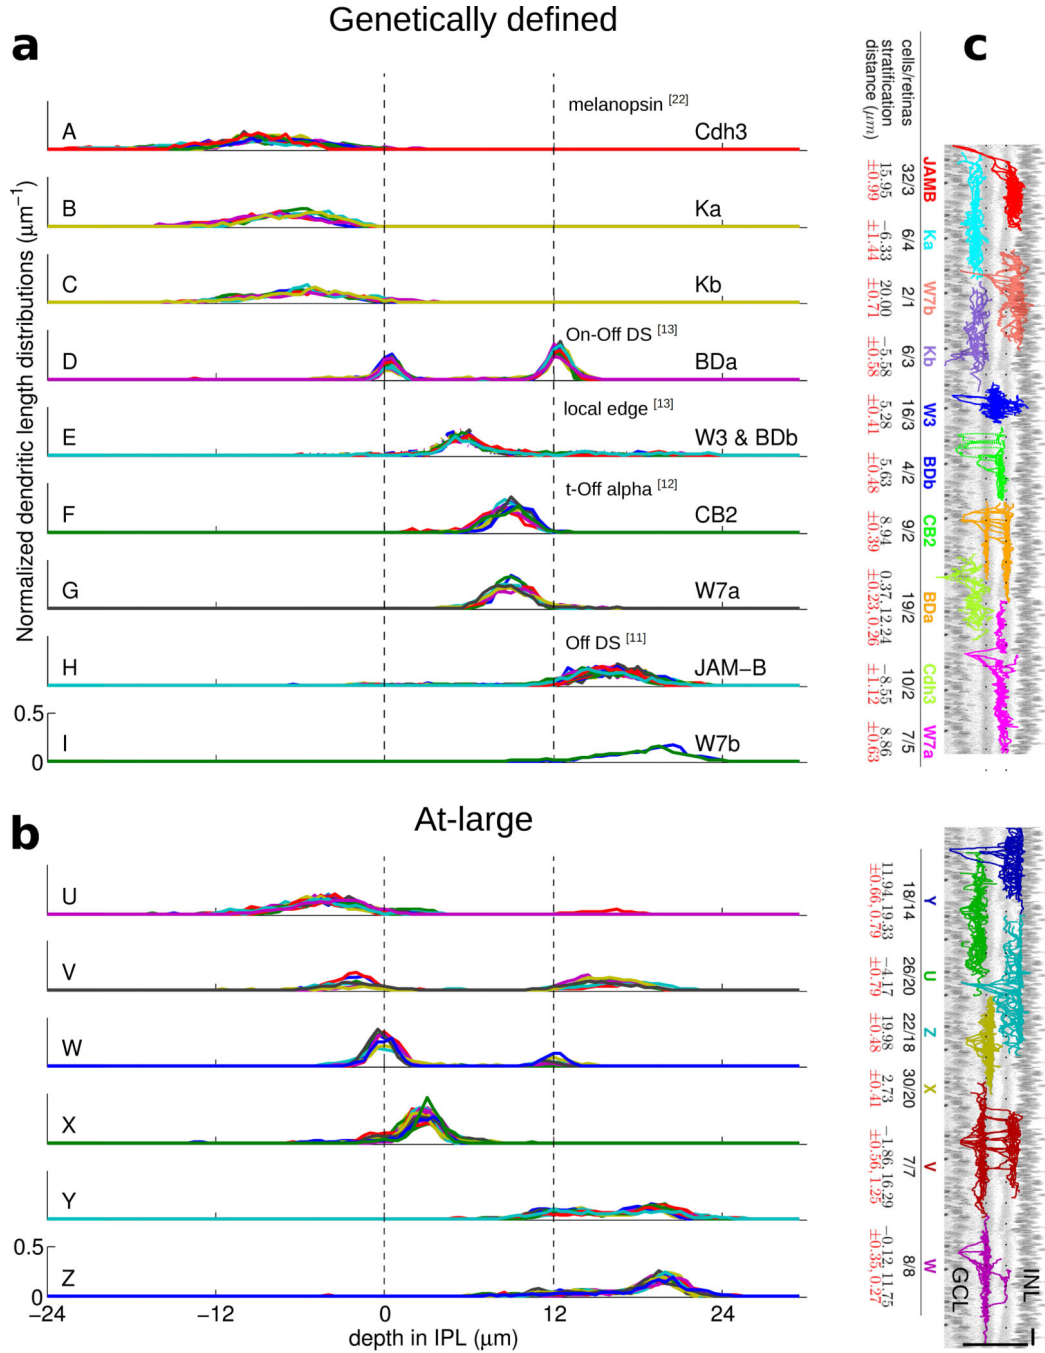 Genetically defined
a
Normalized dendritic length distributions (μm⁻¹)
A
melanopsin [22]
Cdh3
B
Ka
C
Kb
D
On-Off DS [13]
BDa
E
local edge [13]
W3 & BDb
F
t-Off alpha [12]
CB2
G
W7a
H
Off DS [11]
JAM−B
0.5
I
W7b
0
At-large
b
U
V
W
X
Y
0.5
Z
0
−24
−12
0
12
24
depth in IPL (μm)
c
cells/retinas
stratification
distance (μm)
JAMB
32/3
15.95
±0.99
Ka
6/4
−6.33
±1.44
W7b
2/1
20.00
±0.71
Kb
6/3
−5.58
±0.58
W3
16/3
5.28
±0.41
BDb
4/2
5.63
±0.48
CB2
9/2
8.94
±0.39
BDa
19/2
0.37, 12.24
±0.23, 0.26
Cdh3
10/2
−8.55
±1.12
W7a
7/5
8.86
±0.63
Y
18/14
11.94, 19.33
±0.66, 0.79
U
26/20
−4.17
±0.79
Z
22/18
19.98
±0.48
X
30/20
2.73
±0.41
V
7/7
−1.86, 16.29
±0.56, 1.25
W
8/8
−0.12, 11.75
±0.35, 0.27
INL
GCL